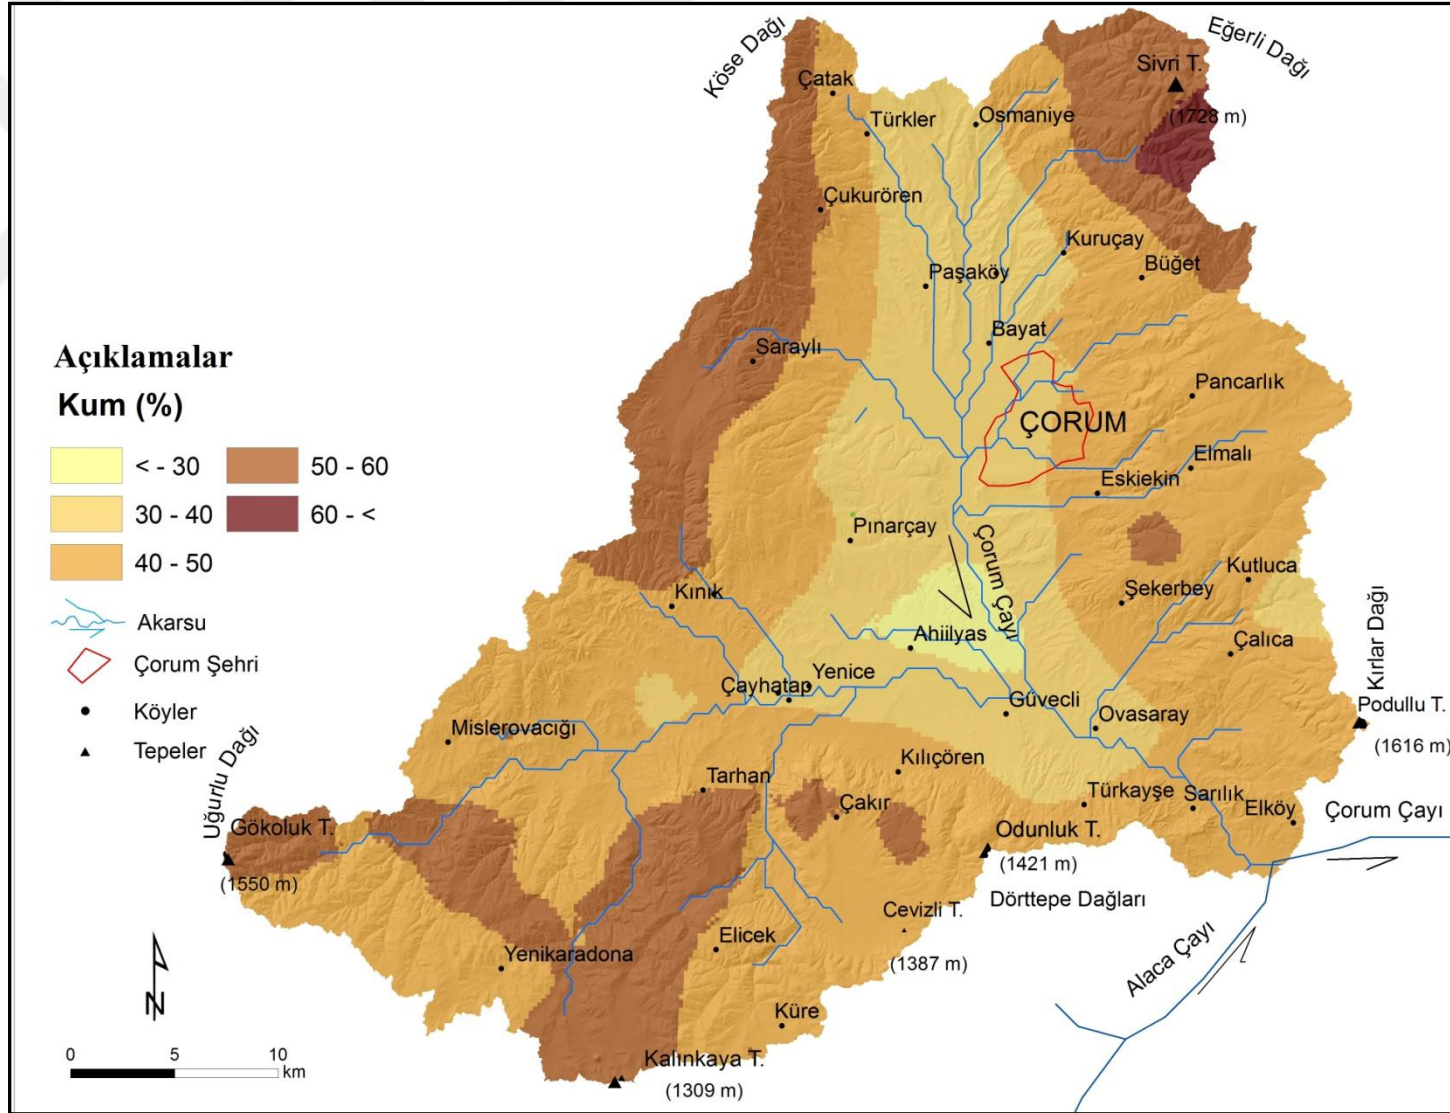 Köse Dağı
Eğerli Dağı
Sivri T.
(1728 m)
Çatak
Türkler
Osmaniye
Çukurören
Kuruçay
Büğet
Paşaköy
Bayat
Saraylı
Pancarlık
ÇORUM
Elmalı
Eskiekin
Pınarçay
Çorum Çayı
Kutluca
Şekerbey
Kınık
Ahiilyas
Çalıca
Kırlar Dağı
Yenice
Çayhatap
Güvecli
Ovasaray
Podullu T.
(1616 m)
Mislerovacığı
Uğurlu Dağı
Kılıçören
Tarhan
Çakır
Türkayşe
Sarılık
Elköy
Çorum Çayı
Gökoluk T.
(1550 m)
Odunluk T.
(1421 m)
Dörttepe Dağları
Cevizli T.
(1387 m)
Elicek
Yenikaradona
Alaca Çayı
Küre
Kalınkaya T.
(1309 m)
Açıklamalar
Kum (%)
< - 30
50 - 60
30 - 40
60 - <
40 - 50
Akarsu
Çorum Şehri
Köyler
Tepeler
N
0 5 10
km